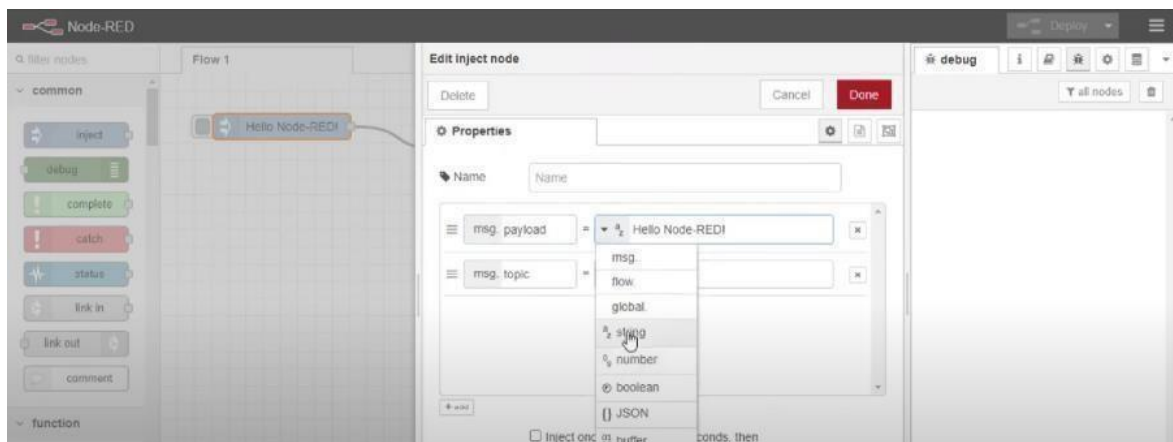 Node-RED
Deploy
filter nodes
common
inject
debug
complete
catch
status
link in
link out
comment
function
Flow 1
Hello Node-RED!
Edit inject node
Delete
Cancel
Done
Properties
Name
Name
msg. payload
=
Hello Node-RED!
msg. topic
=
msg.
flow.
global.
string
number
boolean
{} JSON
buffer
+ add
Inject once
conds, then
debug
i
all nodes